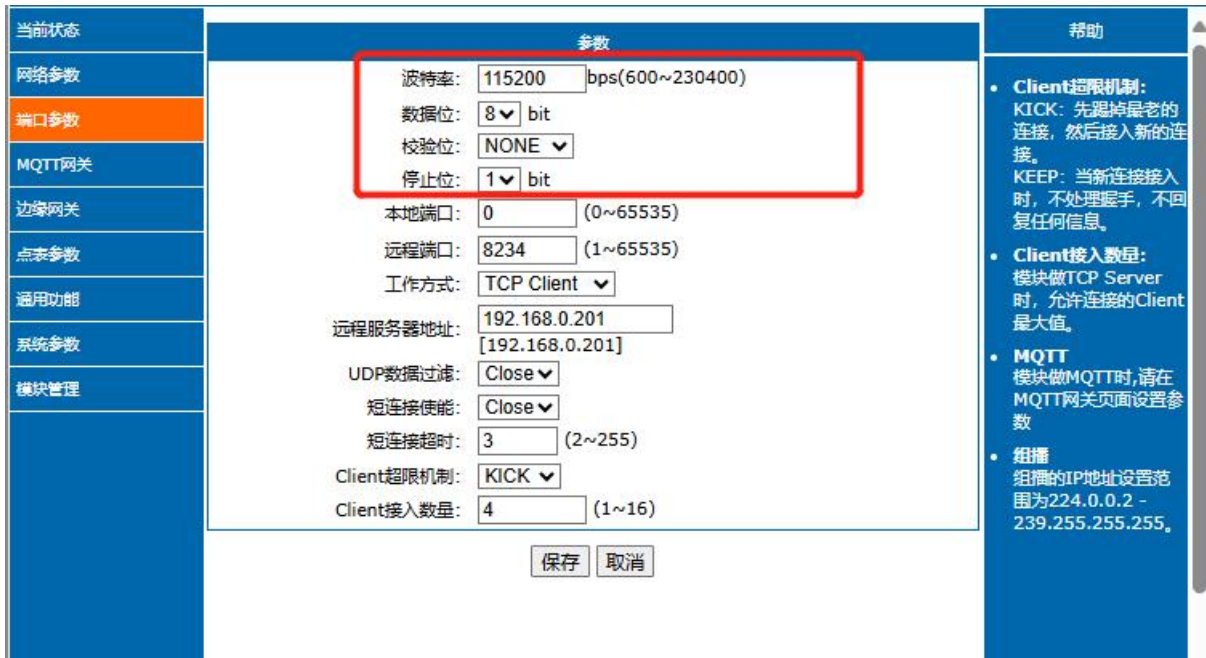 当前状态
网络参数
端口参数
MQTT网关
边缘网关
点表参数
通用功能
系统参数
模块管理
参数
波特率: 115200 bps(600~230400)
数据位: 8 bit
校验位: NONE
停止位: 1 bit
本地端口: 0 (0~65535)
远程端口: 8234 (1~65535)
工作方式: TCP Client
远程服务器地址: 192.168.0.201
[192.168.0.201]
UDP数据过滤: Close
短连接使能: Close
短连接超时: 3 (2~255)
Client超限机制: KICK
Client接入数量: 4 (1~16)
保存 取消
帮助
• Client超限机制:
KICK: 先踢掉最老的
连接, 然后接入新的连
接。
KEEP: 当新连接接入
时, 不处理握手, 不回
复任何信息。
• Client接入数量:
模块做TCP Server
时, 允许连接的Client
最大值。
• MQTT
模块做MQTT时,请在
MQTT网关页面设置参
数
• 组播
组播的IP地址设置范
围为224.0.0.2 -
239.255.255.255。